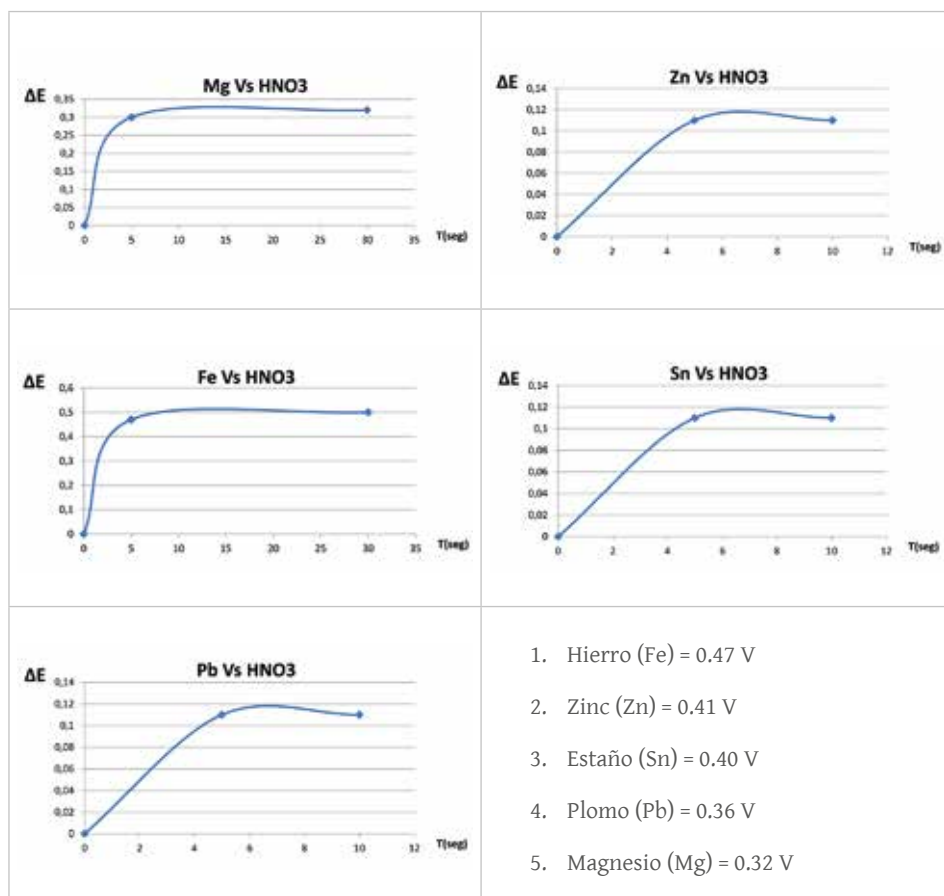 Mg Vs HNO3
ΔE
0,35
0,3
0,25
0,2
0,15
0,1
0,05
0
0 5 10 15 20 25 30 35 T(seg)
Zn Vs HNO3
ΔE
0,14
0,12
0,1
0,08
0,06
0,04
0,02
0
0 2 4 6 8 10 12 T(seg)
Fe Vs HNO3
ΔE
0,6
0,5
0,4
0,3
0,2
0,1
0
0 5 10 15 20 25 30 35 T(seg)
Sn Vs HNO3
ΔE
0,14
0,12
0,1
0,08
0,06
0,04
0,02
0
0 2 4 6 8 10 12 T(seg)
Pb Vs HNO3
ΔE
0,14
0,12
0,1
0,08
0,06
0,04
0,02
0
0 2 4 6 8 10 12 T(seg)
1. Hierro (Fe) = 0.47 V
2. Zinc (Zn) = 0.41 V
3. Estaño (Sn) = 0.40 V
4. Plomo (Pb) = 0.36 V
5. Magnesio (Mg) = 0.32 V